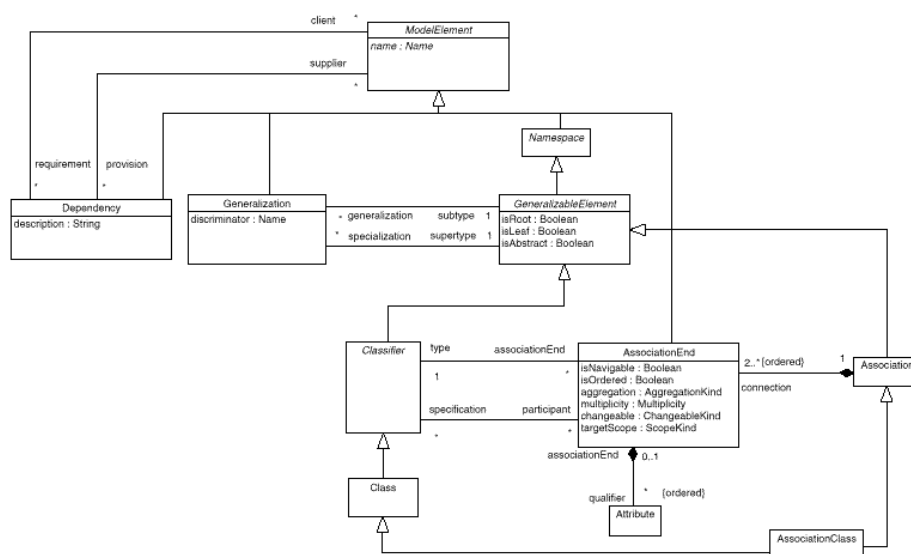 client *
ModelElement
name : Name
supplier
*
Namespace
requirement provision
* *
Dependency
description : String
Generalization
discriminator : Name
* generalization subtype 1
* specialization supertype 1
GeneralizableElement
isRoot : Boolean
isLeaf : Boolean
isAbstract : Boolean
Classifier
type associationEnd
1 *
specification participant
* *
AssociationEnd
isNavigable : Boolean
isOrdered : Boolean
aggregation : AggregationKind
multiplicity : Multiplicity
changeable : ChangeableKind
targetScope : ScopeKind
2..* {ordered} 1
connection
Association
associationEnd 0..1
Class
qualifier * {ordered}
Attribute
AssociationClass